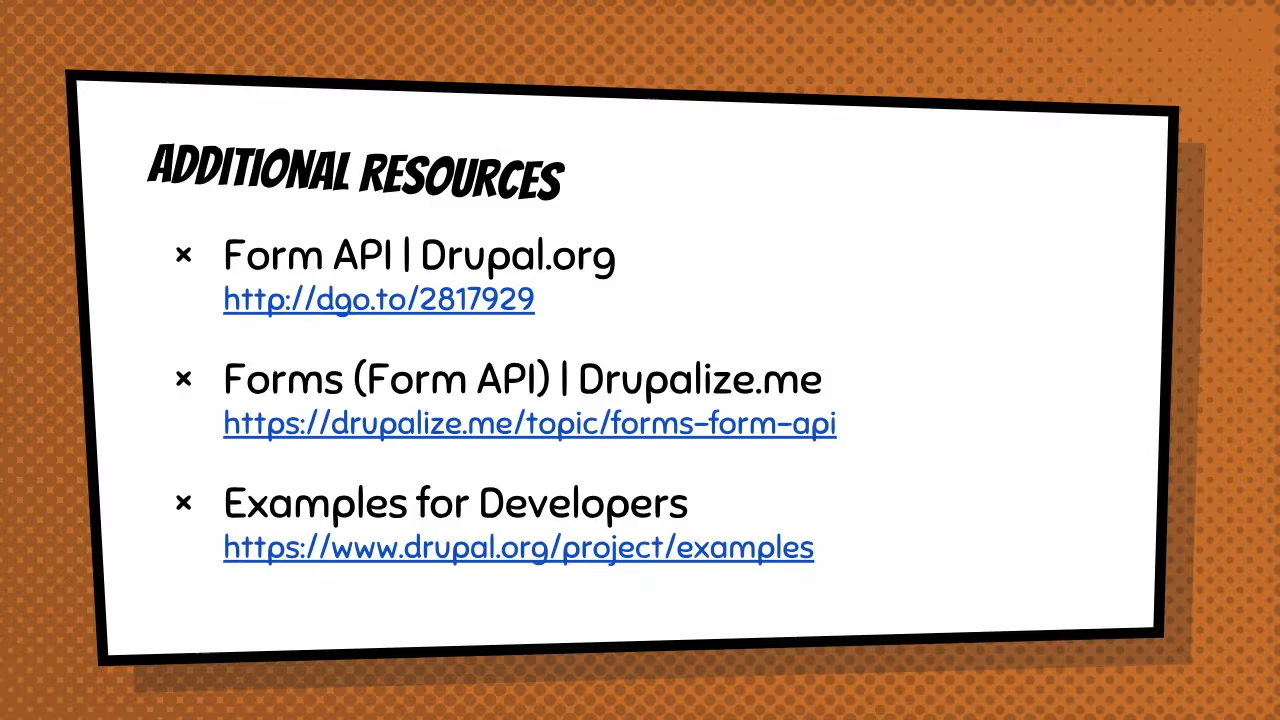 ADDITIONAL RESOURCES
× Form API | Drupal.org
http://dgo.to/2817929
× Forms (Form API) | Drupalize.me
https://drupalize.me/topic/forms-form-api
× Examples for Developers
https://www.drupal.org/project/examples